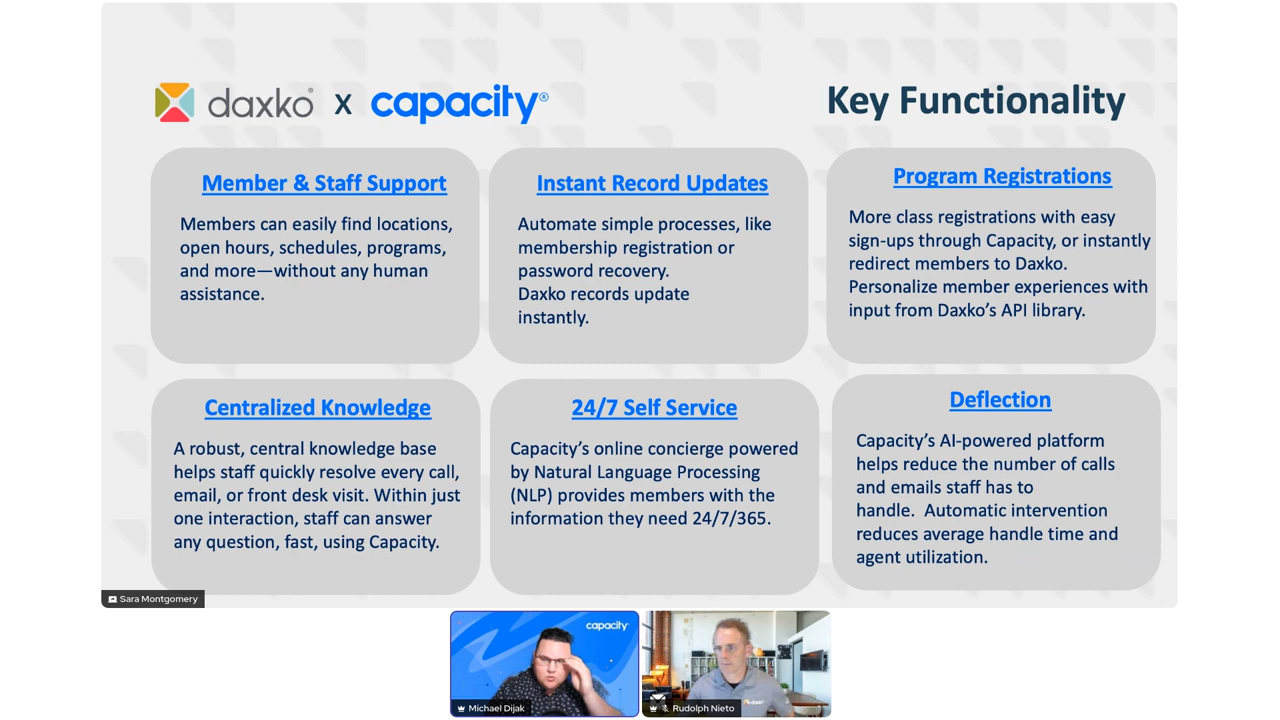 daxko® X capacity®
Key Functionality
Member & Staff Support
Members can easily find locations,
open hours, schedules, programs,
and more—without any human
assistance.
Instant Record Updates
Automate simple processes, like
membership registration or
password recovery.
Daxko records update
instantly.
Program Registrations
More class registrations with easy
sign-ups through Capacity, or instantly
redirect members to Daxko.
Personalize member experiences with
input from Daxko’s API library.
Centralized Knowledge
A robust, central knowledge base
helps staff quickly resolve every call,
email, or front desk visit. Within just
one interaction, staff can answer
any question, fast, using Capacity.
24/7 Self Service
Capacity’s online concierge powered
by Natural Language Processing
(NLP) provides members with the
information they need 24/7/365.
Deflection
Capacity’s AI-powered platform
helps reduce the number of calls
and emails staff has to
handle.  Automatic intervention
reduces average handle time and
agent utilization.
Sara Montgomery
capacity
Michael Dijak
Rudolph Nieto